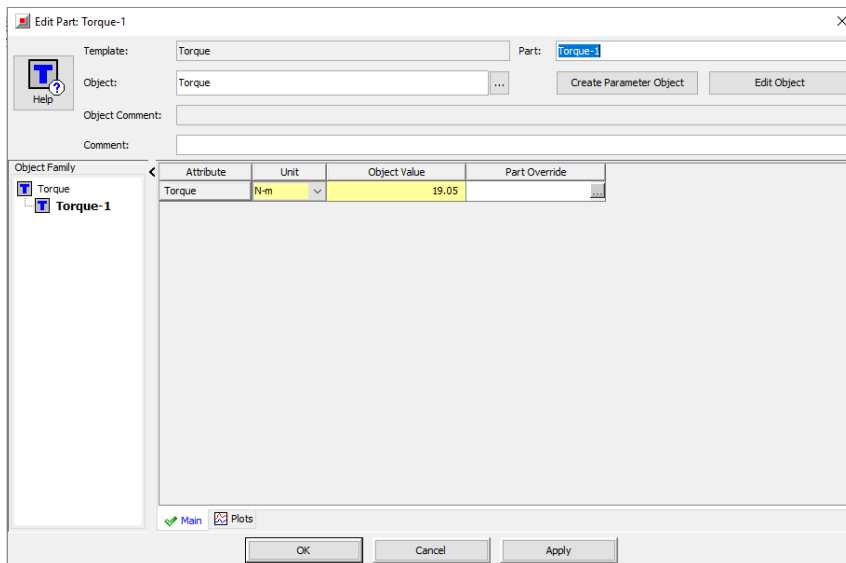 Edit Part: Torque-1
Template: Torque Part: Torque-1
T ?
Help
Object: Torque ... Create Parameter Object Edit Object
Object Comment:
Comment:
Object Family
Attribute Unit Object Value Part Override
T Torque
Torque N-m 19.05 ...
T Torque-1
Main Plots
OK Cancel Apply